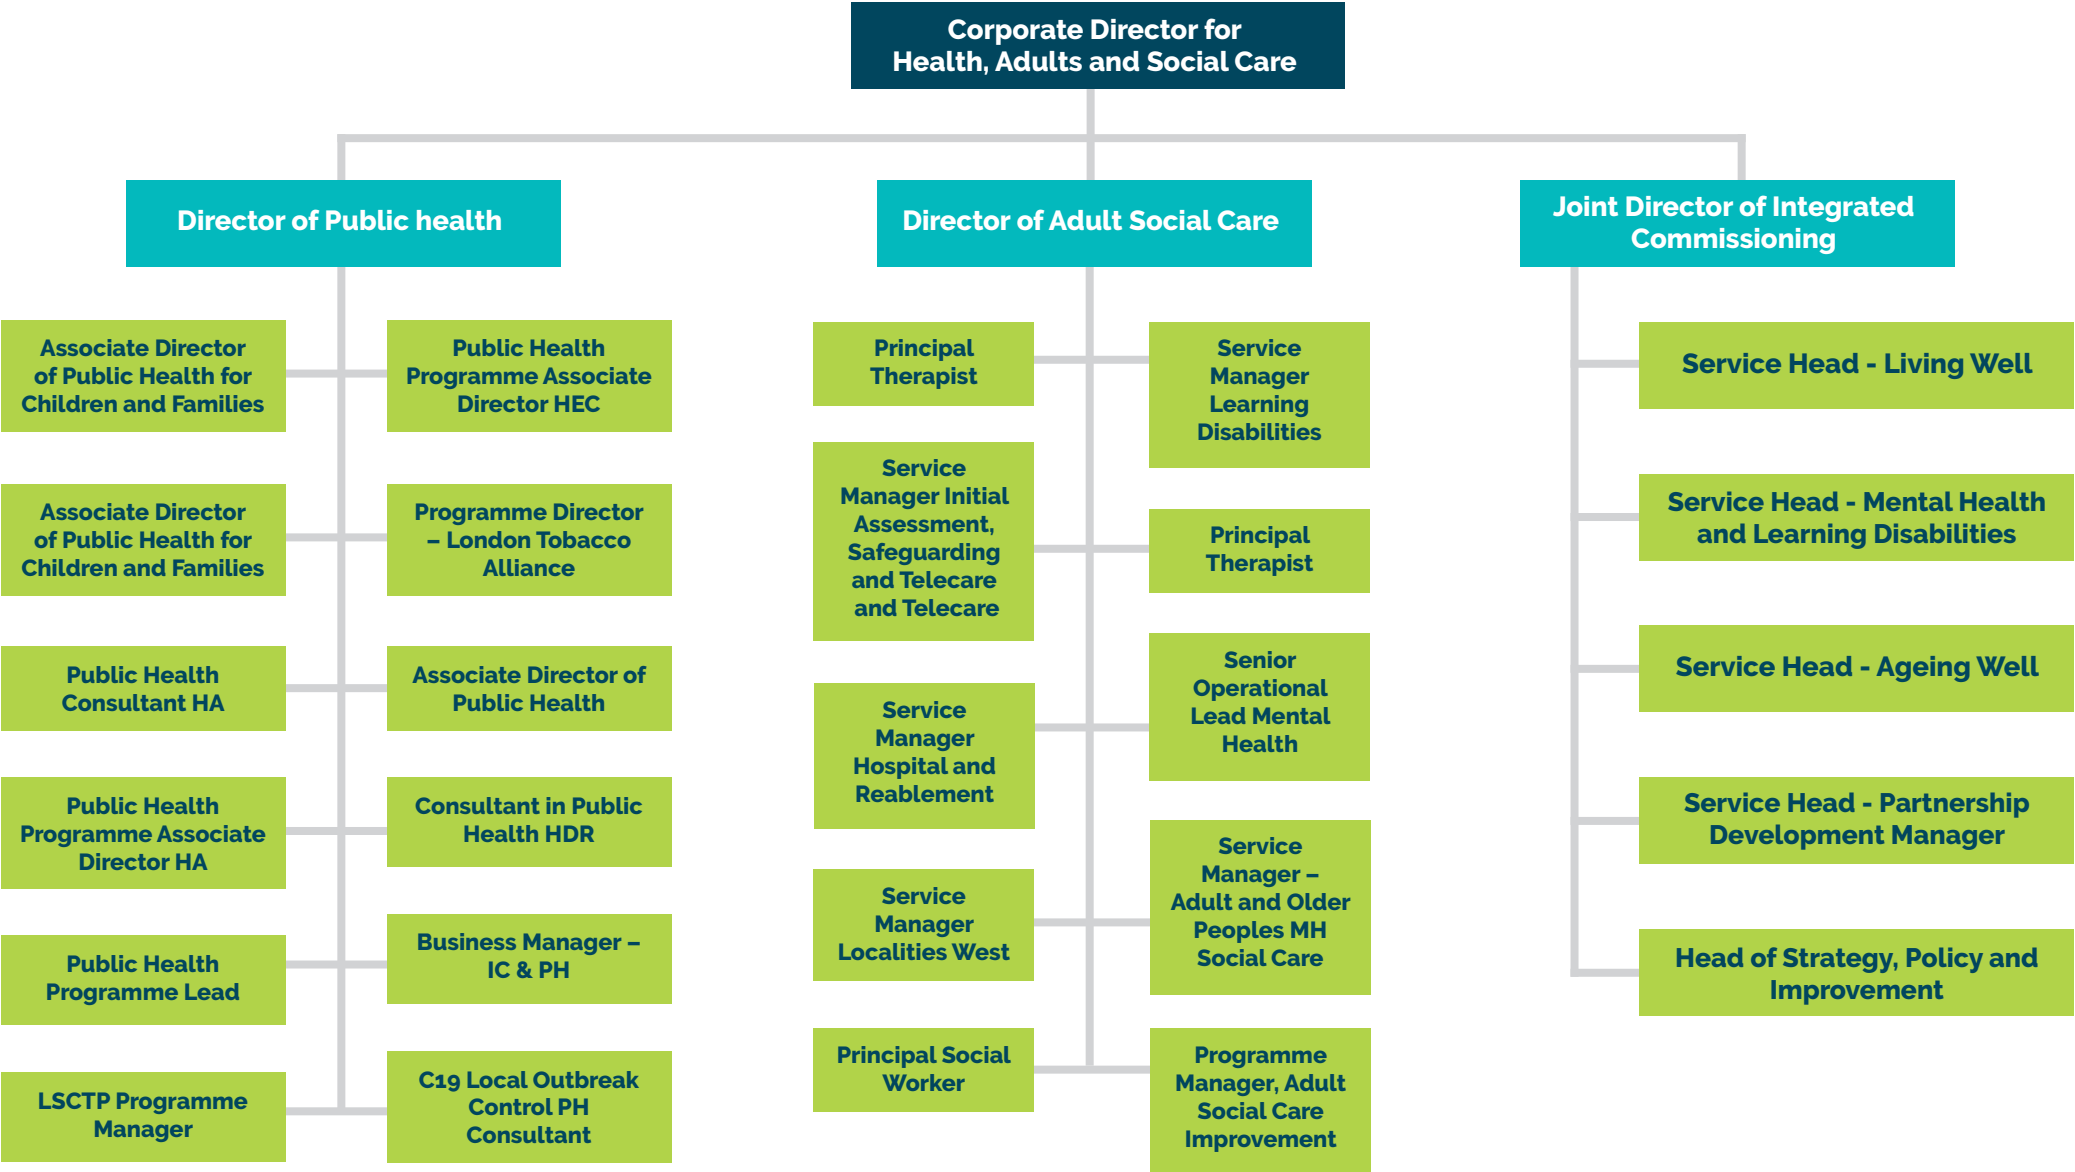 Corporate Director for
Health, Adults and Social Care
Director of Public health
Director of Adult Social Care
Joint Director of Integrated
Commissioning
Associate Director
of Public Health for
Children and Families
Public Health
Programme Associate
Director HEC
Associate Director
of Public Health for
Children and Families
Programme Director
– London Tobacco
Alliance
Public Health
Consultant HA
Associate Director of
Public Health
Public Health
Programme Associate
Director HA
Consultant in Public
Health HDR
Public Health
Programme Lead
Business Manager –
IC & PH
LSCTP Programme
Manager
C19 Local Outbreak
Control PH
Consultant
Principal
Therapist
Service
Manager
Learning
Disabilities
Service
Manager Initial
Assessment,
Safeguarding
and Telecare
and Telecare
Principal
Therapist
Service
Manager
Hospital and
Reablement
Senior
Operational
Lead Mental
Health
Service
Manager
Localities West
Service
Manager –
Adult and Older
Peoples MH
Social Care
Principal Social
Worker
Programme
Manager, Adult
Social Care
Improvement
Service Head - Living Well
Service Head - Mental Health
and Learning Disabilities
Service Head - Ageing Well
Service Head - Partnership
Development Manager
Head of Strategy, Policy and
Improvement